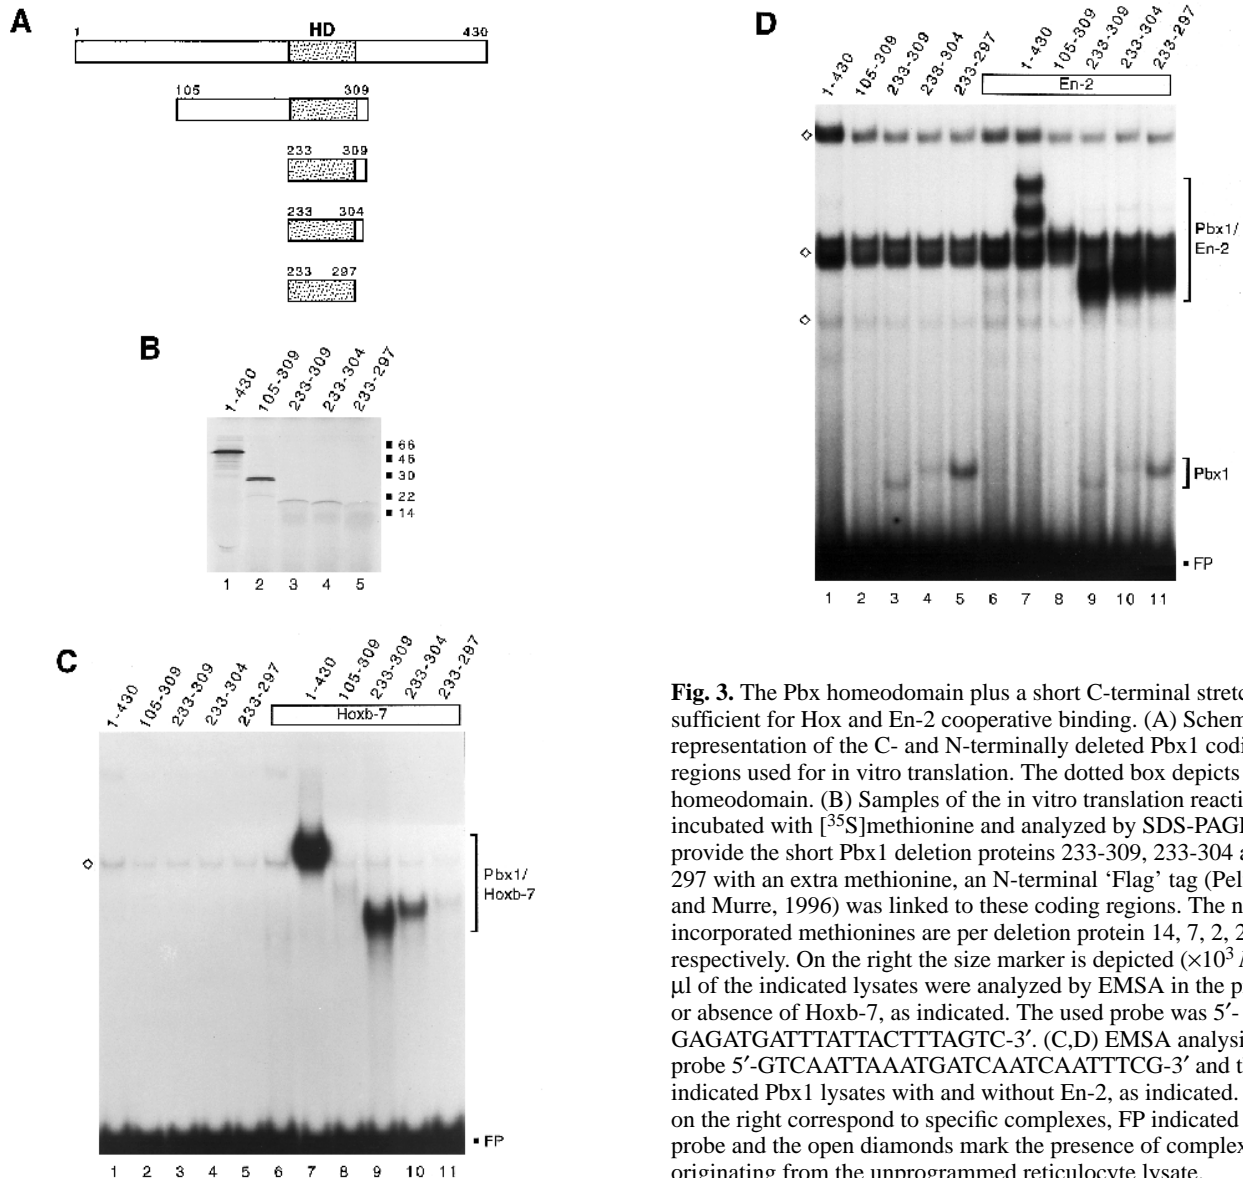 A
1 HD 430
105 309
233 309
233 304
233 297
B
1-430 105-309 233-309 233-304 233-297
66
45
30
22
14
1 2 3 4 5
C
1-430 105-309 233-309 233-304 233-297 1-430 105-309 233-309 233-304 233-297
Hoxb-7
Pbx1/
Hoxb-7
FP
1 2 3 4 5 6 7 8 9 10 11
D
1-430 105-309 233-309 233-304 233-297 1-430 105-309 233-309 233-304 233-297
En-2
Pbx1/
En-2
Pbx1
FP
1 2 3 4 5 6 7 8 9 10 11
Fig. 3. The Pbx homeodomain plus a short C-terminal stretc
sufficient for Hox and En-2 cooperative binding. (A) Schem
representation of the C- and N-terminally deleted Pbx1 codi
regions used for in vitro translation. The dotted box depicts
homeodomain. (B) Samples of the in vitro translation reacti
incubated with [³⁵S]methionine and analyzed by SDS-PAG
provide the short Pbx1 deletion proteins 233-309, 233-304 a
297 with an extra methionine, an N-terminal ‘Flag’ tag (Pel
and Murre, 1996) was linked to these coding regions. The n
incorporated methionines are per deletion protein 14, 7, 2, 2
respectively. On the right the size marker is depicted (×10³
µl of the indicated lysates were analyzed by EMSA in the p
or absence of Hoxb-7, as indicated. The used probe was 5′-
GAGATGATTTATTACTTTAGTC-3′. (C,D) EMSA analysi
probe 5′-GTCAATTAAATGATCAATCAATTTCG-3′ and t
indicated Pbx1 lysates with and without En-2, as indicated.
on the right correspond to specific complexes, FP indicated
probe and the open diamonds mark the presence of complex
originating from the unprogrammed reticulocyte lysate.